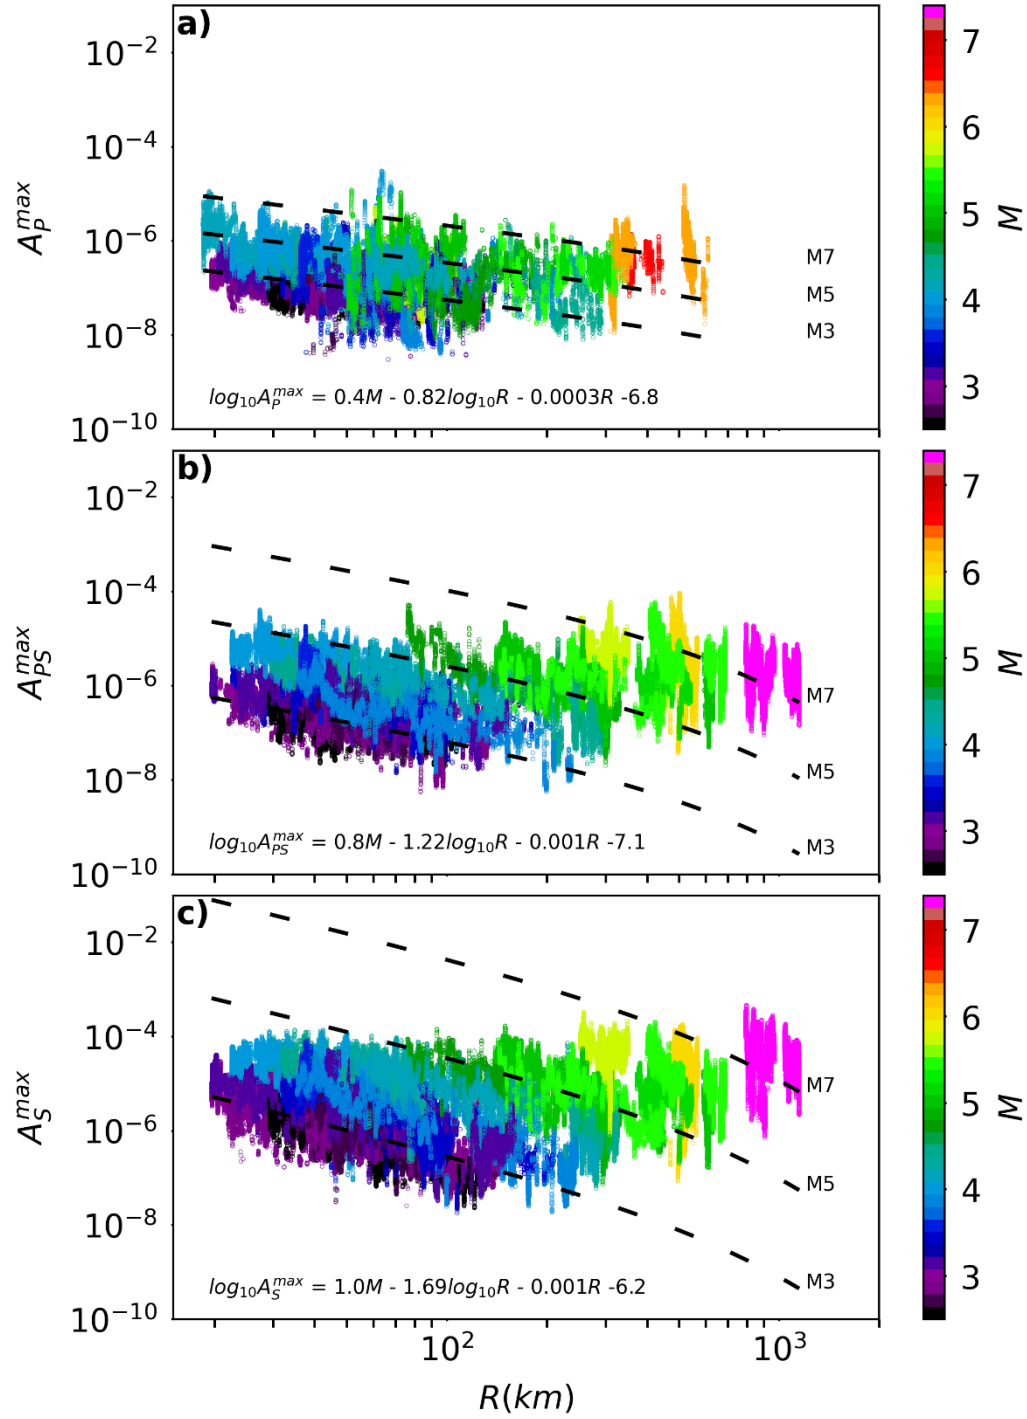 a)
10⁻²
10⁻⁴
10⁻⁶
10⁻⁸
10⁻¹⁰
A_P^max
M7
M5
M3
log₁₀A_P^max = 0.4M - 0.82log₁₀R - 0.0003R -6.8
7
6
5
4
3
M
b)
10⁻²
10⁻⁴
10⁻⁶
10⁻⁸
10⁻¹⁰
A_PS^max
M7
M5
M3
log₁₀A_PS^max = 0.8M - 1.22log₁₀R - 0.001R -7.1
7
6
5
4
3
M
c)
10⁻²
10⁻⁴
10⁻⁶
10⁻⁸
10⁻¹⁰
A_S^max
M7
M5
M3
log₁₀A_S^max = 1.0M - 1.69log₁₀R - 0.001R -6.2
7
6
5
4
3
M
10²
10³
R(km)